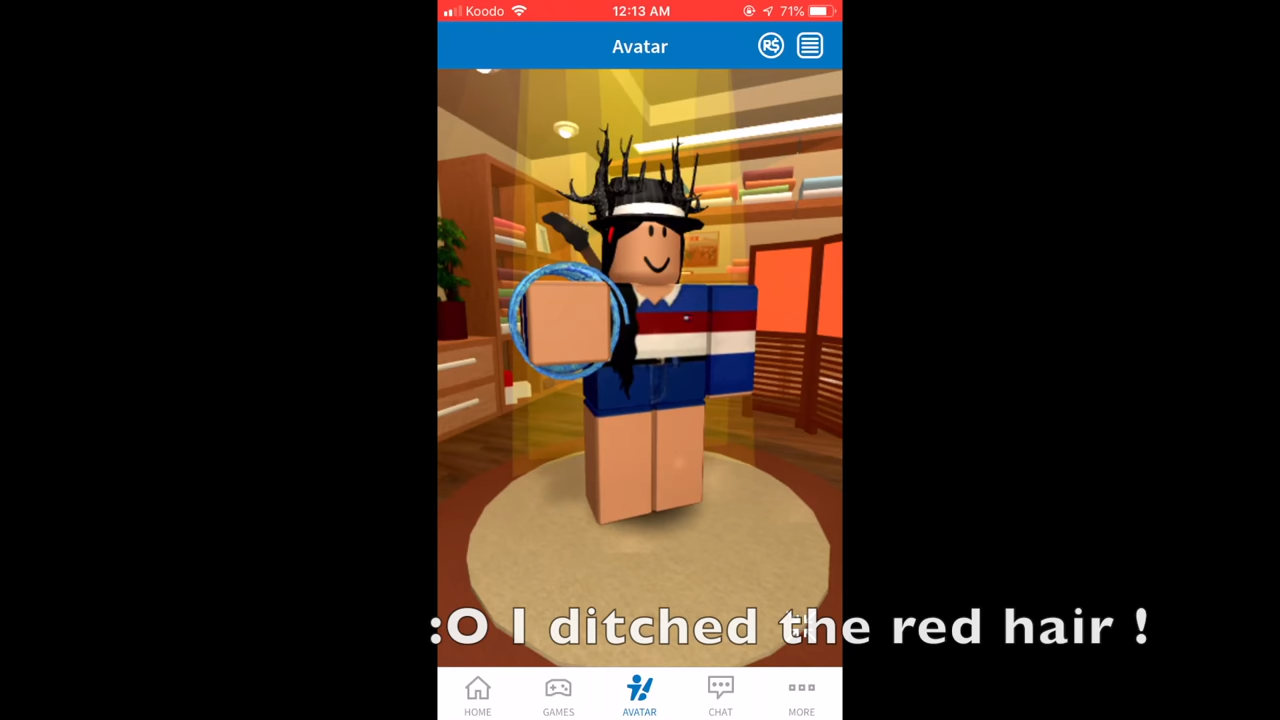 Koodo 12:13 AM 71%
Avatar R$
:O I ditched the red hair !
HOME GAMES AVATAR CHAT MORE